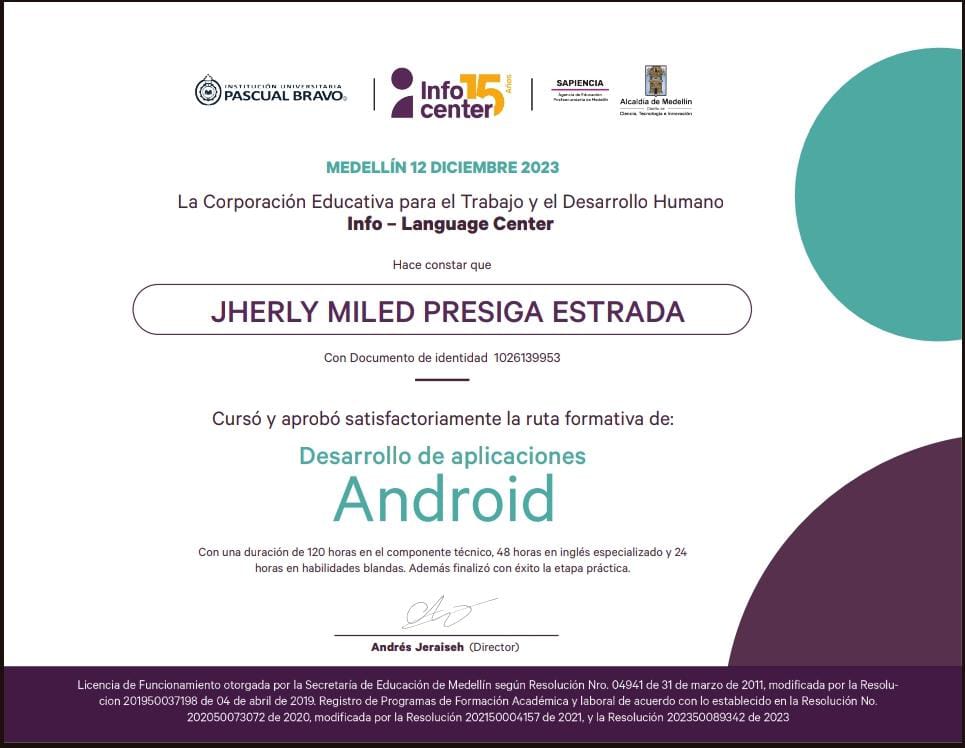 INSTITUCIÓN UNIVERSITARIA
PASCUAL BRAVO
Info 15 Años
center
SAPIENCIA
Agencia de Educación
Postsecundaria de Medellín
Alcaldía de Medellín
Distrito de
Ciencia, Tecnología e Innovación
MEDELLÍN 12 DICIEMBRE 2023
La Corporación Educativa para el Trabajo y el Desarrollo Humano
Info – Language Center
Hace constar que
JHERLY MILED PRESIGA ESTRADA
Con Documento de identidad 1026139953
Cursó y aprobó satisfactoriamente la ruta formativa de:
Desarrollo de aplicaciones
Android
Con una duración de 120 horas en el componente técnico, 48 horas en inglés especializado y 24
horas en habilidades blandas. Además finalizó con éxito la etapa práctica.
Andrés Jeraiseh (Director)
Licencia de Funcionamiento otorgada por la Secretaría de Educación de Medellín según Resolución Nro. 04941 de 31 de marzo de 2011, modificada por la Resolu-
cion 201950037198 de 04 de abril de 2019. Registro de Programas de Formación Académica y laboral de acuerdo con lo establecido en la Resolución No.
202050073072 de 2020, modificada por la Resolución 202150004157 de 2021, y la Resolución 202350089342 de 2023